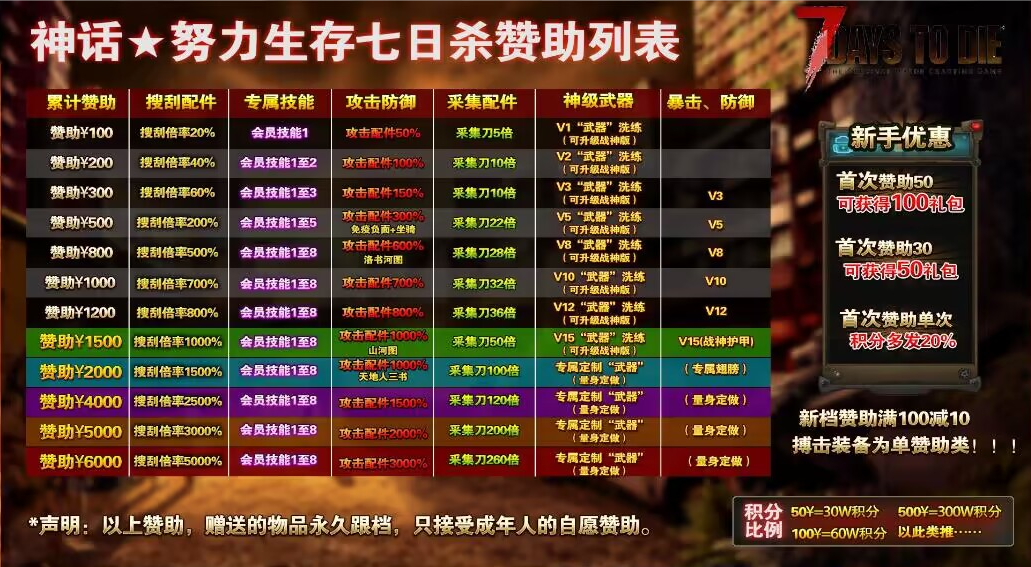 神话★努力生存七日杀赞助列表
7 DAYS TO DIE
累计赞助 搜刮配件 专属技能 攻击防御 采集配件 神级武器 暴击、防御
赞助¥100 搜刮倍率20% 会员技能1 攻击配件50% 采集刀5倍 V1“武器”洗练
(可升级战神版)
赞助¥200 搜刮倍率40% 会员技能1至2 攻击配件100% 采集刀10倍 V2“武器”洗练
(可升级战神版)
赞助¥300 搜刮倍率60% 会员技能1至3 攻击配件150% 采集刀10倍 V3“武器”洗练 V3
(可升级战神版)
赞助¥500 搜刮倍率200% 会员技能1至5 攻击配件300% 采集刀22倍 V5“武器”洗练 V5
免疫负面+坐骑 (可升级战神版)
赞助¥800 搜刮倍率500% 会员技能1至8 攻击配件600% 采集刀28倍 V8“武器”洗练 V8
洛书河图 (可升级战神版)
赞助¥1000 搜刮倍率700% 会员技能1至8 攻击配件700% 采集刀32倍 V10“武器”洗练 V10
(可升级战神版)
赞助¥1200 搜刮倍率800% 会员技能1至8 攻击配件800% 采集刀36倍 V12“武器”洗练 V12
(可升级战神版)
赞助¥1500 搜刮倍率1000% 会员技能1至8 攻击配件1000% 采集刀50倍 V15“武器”洗练 V15(战神护甲)
山河图 (可升级战神版)
赞助¥2000 搜刮倍率1500% 会员技能1至8 攻击配件1000% 采集刀100倍 专属定制“武器” (专属翅膀)
天地人三书 (量身定做)
赞助¥4000 搜刮倍率2500% 会员技能1至8 攻击配件1500% 采集刀120倍 专属定制“武器” (量身定做)
(量身定做)
赞助¥5000 搜刮倍率3000% 会员技能1至8 攻击配件2000% 采集刀200倍 专属定制“武器” (量身定做)
(量身定做)
赞助¥6000 搜刮倍率5000% 会员技能1至8 攻击配件3000% 采集刀260倍 专属定制“武器” (量身定做)
(量身定做)
新手优惠
首次赞助50
可获得100礼包
首次赞助30
可获得50礼包
首次赞助单次
积分多发20%
新档赞助满100减10
搏击装备为单赞助类！！！
*声明：以上赞助，赠送的物品永久跟档，只接受成年人的自愿赞助。
积分
比例
50¥=30W积分 500¥=300W积分
100¥=60W积分 以此类推……